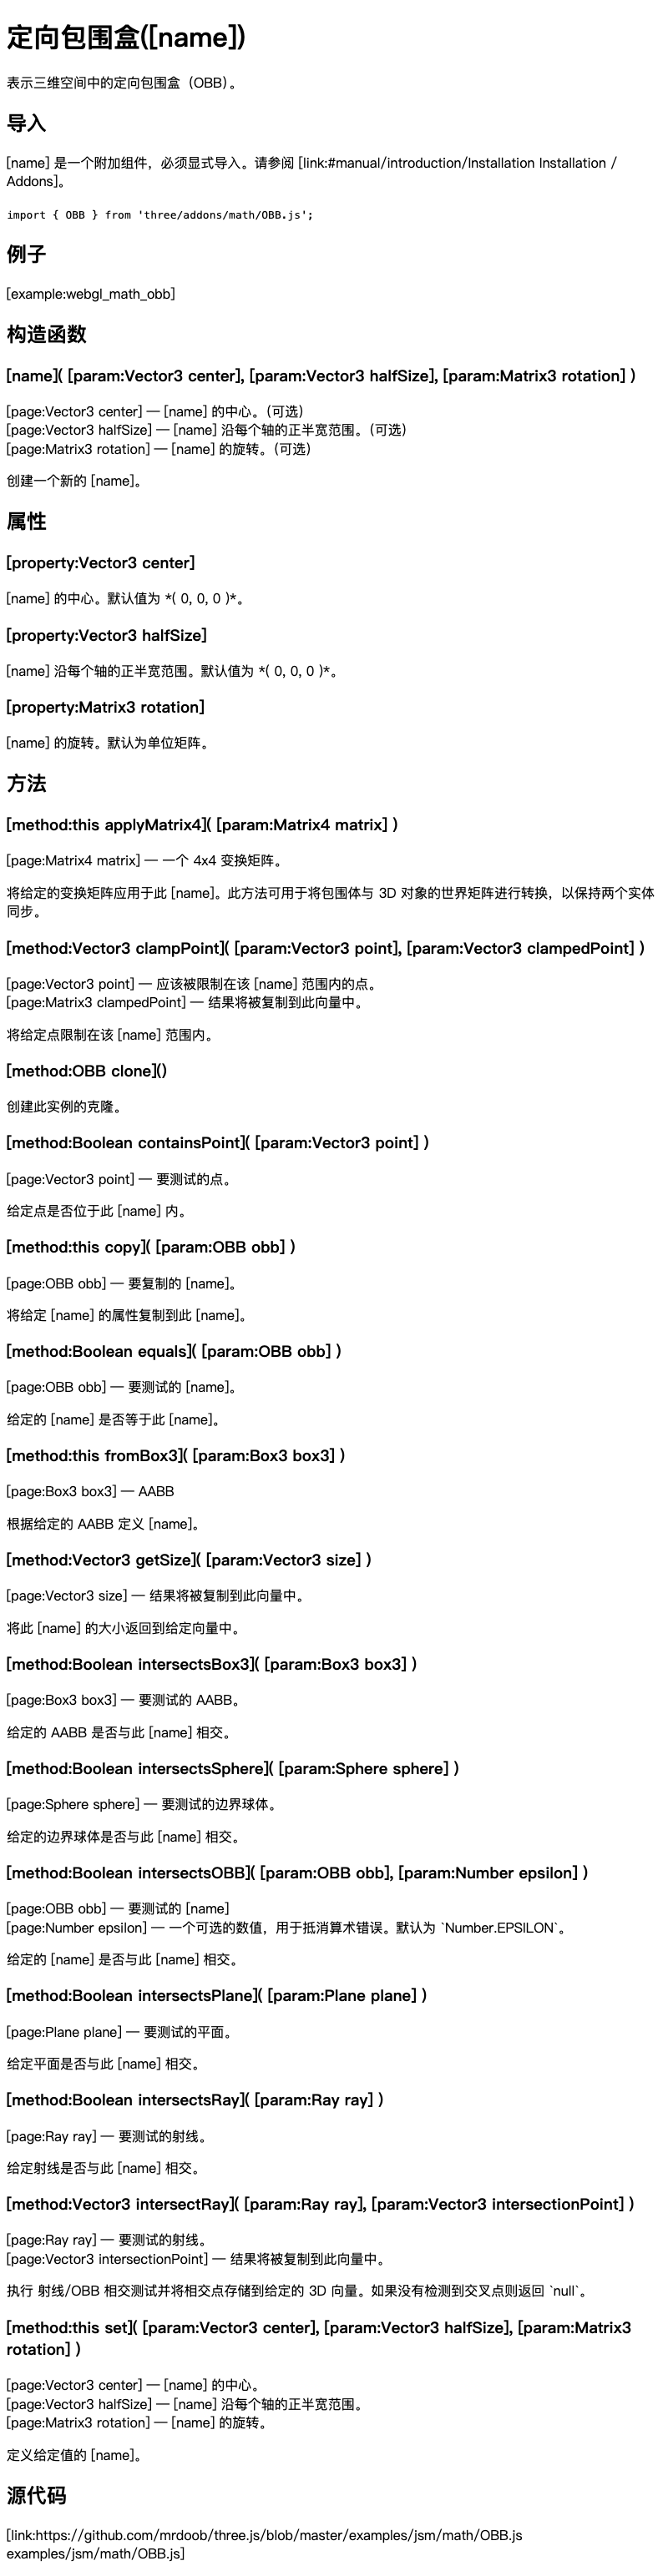 定向包围盒([name])
表示三维空间中的定向包围盒（OBB）。
导入
[name] 是一个附加组件，必须显式导入。请参阅 [link:#manual/introduction/Installation Installation /
Addons]。
import { OBB } from 'three/addons/math/OBB.js';
例子
[example:webgl_math_obb]
构造函数
[name]( [param:Vector3 center], [param:Vector3 halfSize], [param:Matrix3 rotation] )
[page:Vector3 center] — [name] 的中心。（可选）
[page:Vector3 halfSize] — [name] 沿每个轴的正半宽范围。（可选）
[page:Matrix3 rotation] — [name] 的旋转。（可选）
创建一个新的 [name]。
属性
[property:Vector3 center]
[name] 的中心。默认值为 *( 0, 0, 0 )*。
[property:Vector3 halfSize]
[name] 沿每个轴的正半宽范围。默认值为 *( 0, 0, 0 )*。
[property:Matrix3 rotation]
[name] 的旋转。默认为单位矩阵。
方法
[method:this applyMatrix4]( [param:Matrix4 matrix] )
[page:Matrix4 matrix] — 一个 4x4 变换矩阵。
将给定的变换矩阵应用于此 [name]。此方法可用于将包围体与 3D 对象的世界矩阵进行转换，以保持两个实体
同步。
[method:Vector3 clampPoint]( [param:Vector3 point], [param:Vector3 clampedPoint] )
[page:Vector3 point] — 应该被限制在该 [name] 范围内的点。
[page:Matrix3 clampedPoint] — 结果将被复制到此向量中。
将给定点限制在该 [name] 范围内。
[method:OBB clone]()
创建此实例的克隆。
[method:Boolean containsPoint]( [param:Vector3 point] )
[page:Vector3 point] — 要测试的点。
给定点是否位于此 [name] 内。
[method:this copy]( [param:OBB obb] )
[page:OBB obb] — 要复制的 [name]。
将给定 [name] 的属性复制到此 [name]。
[method:Boolean equals]( [param:OBB obb] )
[page:OBB obb] — 要测试的 [name]。
给定的 [name] 是否等于此 [name]。
[method:this fromBox3]( [param:Box3 box3] )
[page:Box3 box3] — AABB
根据给定的 AABB 定义 [name]。
[method:Vector3 getSize]( [param:Vector3 size] )
[page:Vector3 size] — 结果将被复制到此向量中。
将此 [name] 的大小返回到给定向量中。
[method:Boolean intersectsBox3]( [param:Box3 box3] )
[page:Box3 box3] — 要测试的 AABB。
给定的 AABB 是否与此 [name] 相交。
[method:Boolean intersectsSphere]( [param:Sphere sphere] )
[page:Sphere sphere] — 要测试的边界球体。
给定的边界球体是否与此 [name] 相交。
[method:Boolean intersectsOBB]( [param:OBB obb], [param:Number epsilon] )
[page:OBB obb] — 要测试的 [name]
[page:Number epsilon] — 一个可选的数值，用于抵消算术错误。默认为 `Number.EPSILON`。
给定的 [name] 是否与此 [name] 相交。
[method:Boolean intersectsPlane]( [param:Plane plane] )
[page:Plane plane] — 要测试的平面。
给定平面是否与此 [name] 相交。
[method:Boolean intersectsRay]( [param:Ray ray] )
[page:Ray ray] — 要测试的射线。
给定射线是否与此 [name] 相交。
[method:Vector3 intersectRay]( [param:Ray ray], [param:Vector3 intersectionPoint] )
[page:Ray ray] — 要测试的射线。
[page:Vector3 intersectionPoint] — 结果将被复制到此向量中。
执行 射线/OBB 相交测试并将相交点存储到给定的 3D 向量。如果没有检测到交叉点则返回 `null`。
[method:this set]( [param:Vector3 center], [param:Vector3 halfSize], [param:Matrix3
rotation] )
[page:Vector3 center] — [name] 的中心。
[page:Vector3 halfSize] — [name] 沿每个轴的正半宽范围。
[page:Matrix3 rotation] — [name] 的旋转。
定义给定值的 [name]。
源代码
[link:https://github.com/mrdoob/three.js/blob/master/examples/jsm/math/OBB.js
examples/jsm/math/OBB.js]